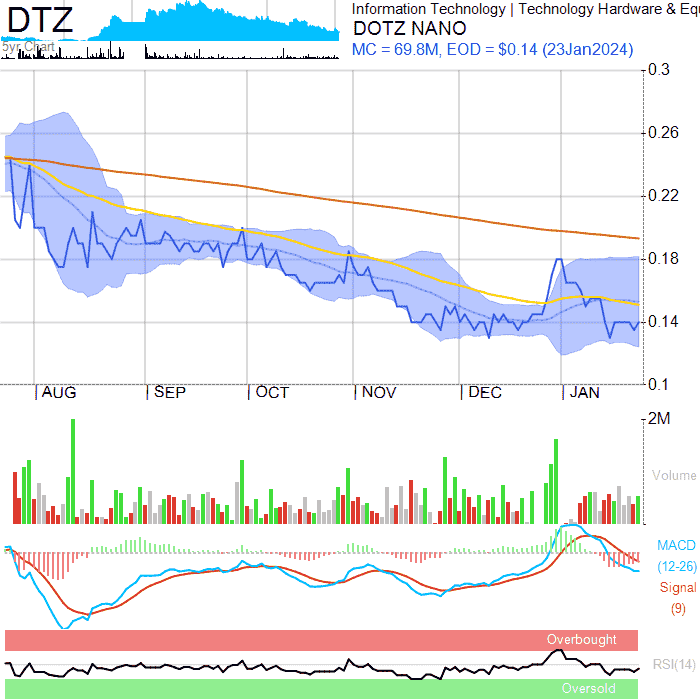 DTZ
5yr Chart
Information Technology | Technology Hardware & Equ
DOTZ NANO
MC = 69.8M, EOD = $0.14 (23Jan2024)
0.3
0.26
0.22
0.18
0.14
0.1
| AUG | SEP | OCT | NOV | DEC | JAN
2M
Volume
MACD
(12-26)
Signal
(9)
Overbought
RSI(14)
Oversold